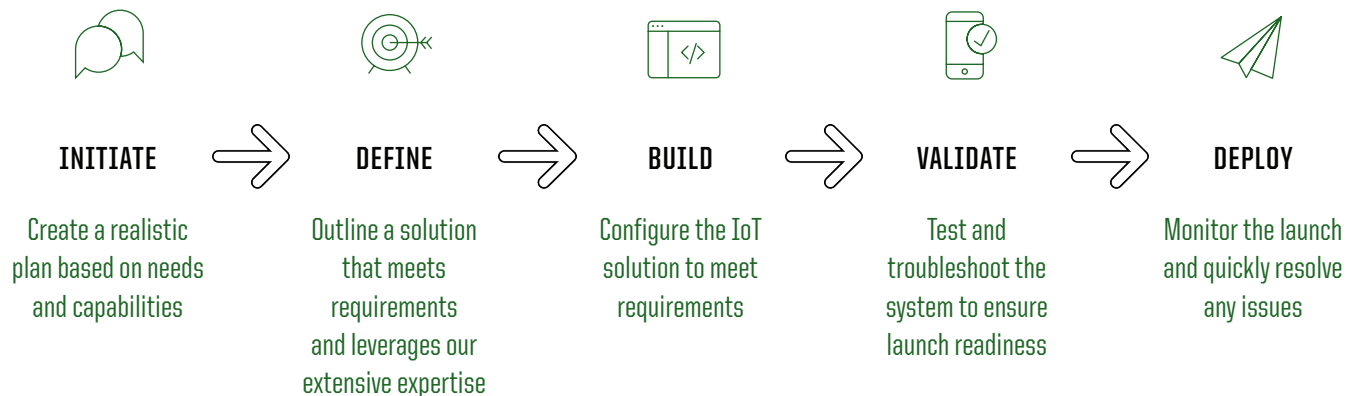 INITIATE
Create a realistic
plan based on needs
and capabilities
DEFINE
Outline a solution
that meets
requirements
and leverages our
extensive expertise
BUILD
</>
Configure the IoT
solution to meet
requirements
VALIDATE
Test and
troubleshoot the
system to ensure
launch readiness
DEPLOY
Monitor the launch
and quickly resolve
any issues